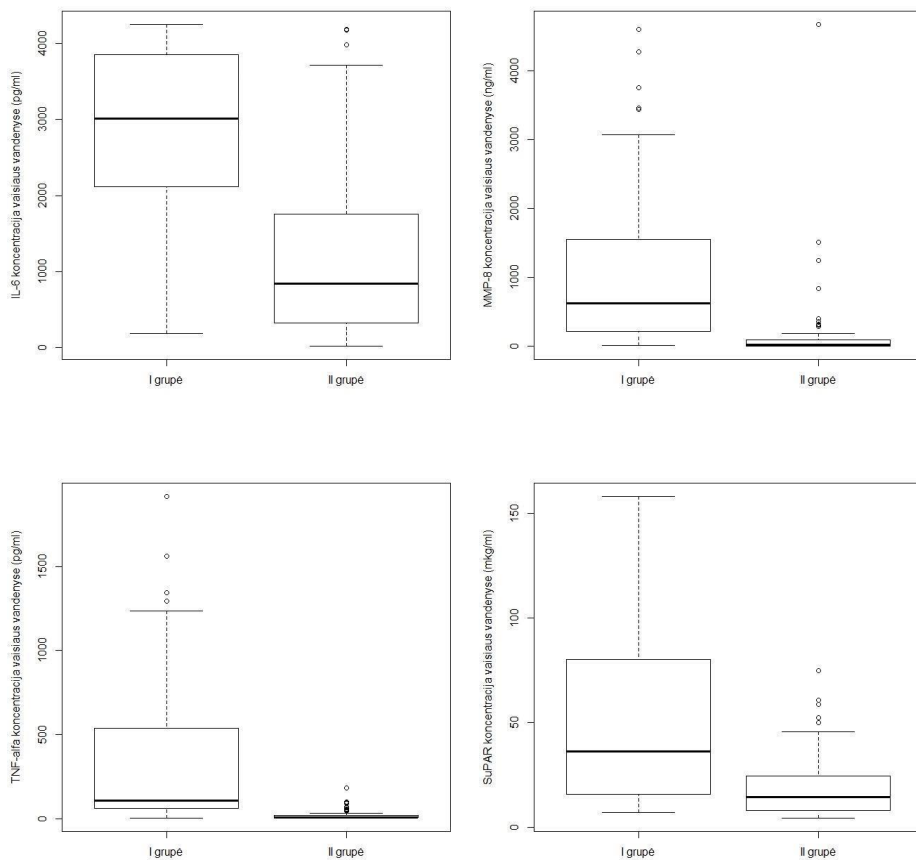 IL-6 koncentracija vaisiaus vandenyse (pg/ml)
4000
3000
2000
1000
0
I grupė
II grupė
MMP-8 koncentracija vaisiaus vandenyse (ng/ml)
4000
3000
2000
1000
0
I grupė
II grupė
TNF-alfa koncentracija vaisiaus vandenyse (pg/ml)
1500
1000
500
0
I grupė
II grupė
SuPAR koncentracija vaisiaus vandenyse (mkg/ml)
150
100
50
0
I grupė
II grupė